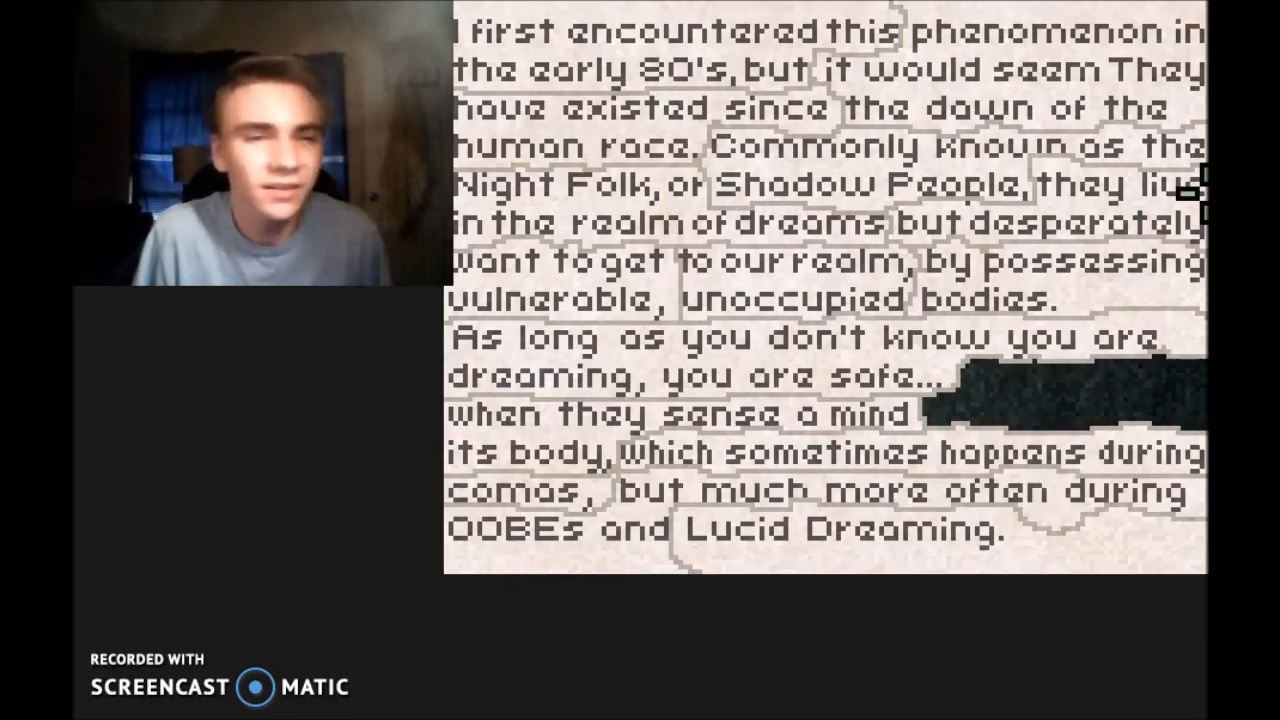 I first encountered this phenomenon in
the early 80's, but it would seem They
have existed since the dawn of the
human race. Commonly known as the
Night Folk, or Shadow People, they live
in the realm of dreams but desperately
want to get to our realm, by possessing
vulnerable, unoccupied bodies.
As long as you don't know you are
dreaming, you are safe...
when they sense a mind
its body, which sometimes happens during
comas, but much more often during
OOBEs and Lucid Dreaming.
RECORDED WITH
SCREENCAST MATIC